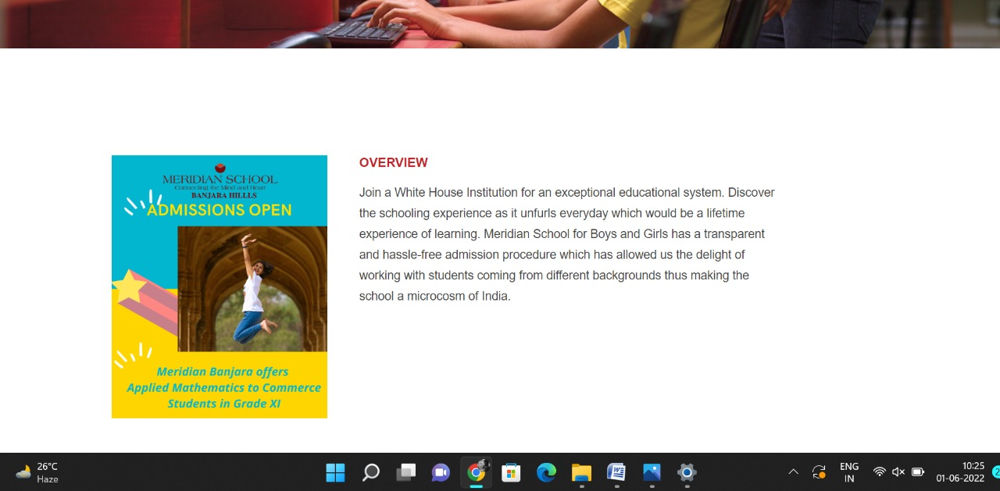 MERIDIAN SCHOOL
Connecting the Mind and Heart
BANJARA HILLLS
ADMISSIONS OPEN
Meridian Banjara offers
Applied Mathematics to Commerce
Students in Grade XI
OVERVIEW
Join a White House Institution for an exceptional educational system. Discover
the schooling experience as it unfurls everyday which would be a lifetime
experience of learning. Meridian School for Boys and Girls has a transparent
and hassle-free admission procedure which has allowed us the delight of
working with students coming from different backgrounds thus making the
school a microcosm of India.
26°C
Haze
ENG
IN
10:25
01-06-2022
2